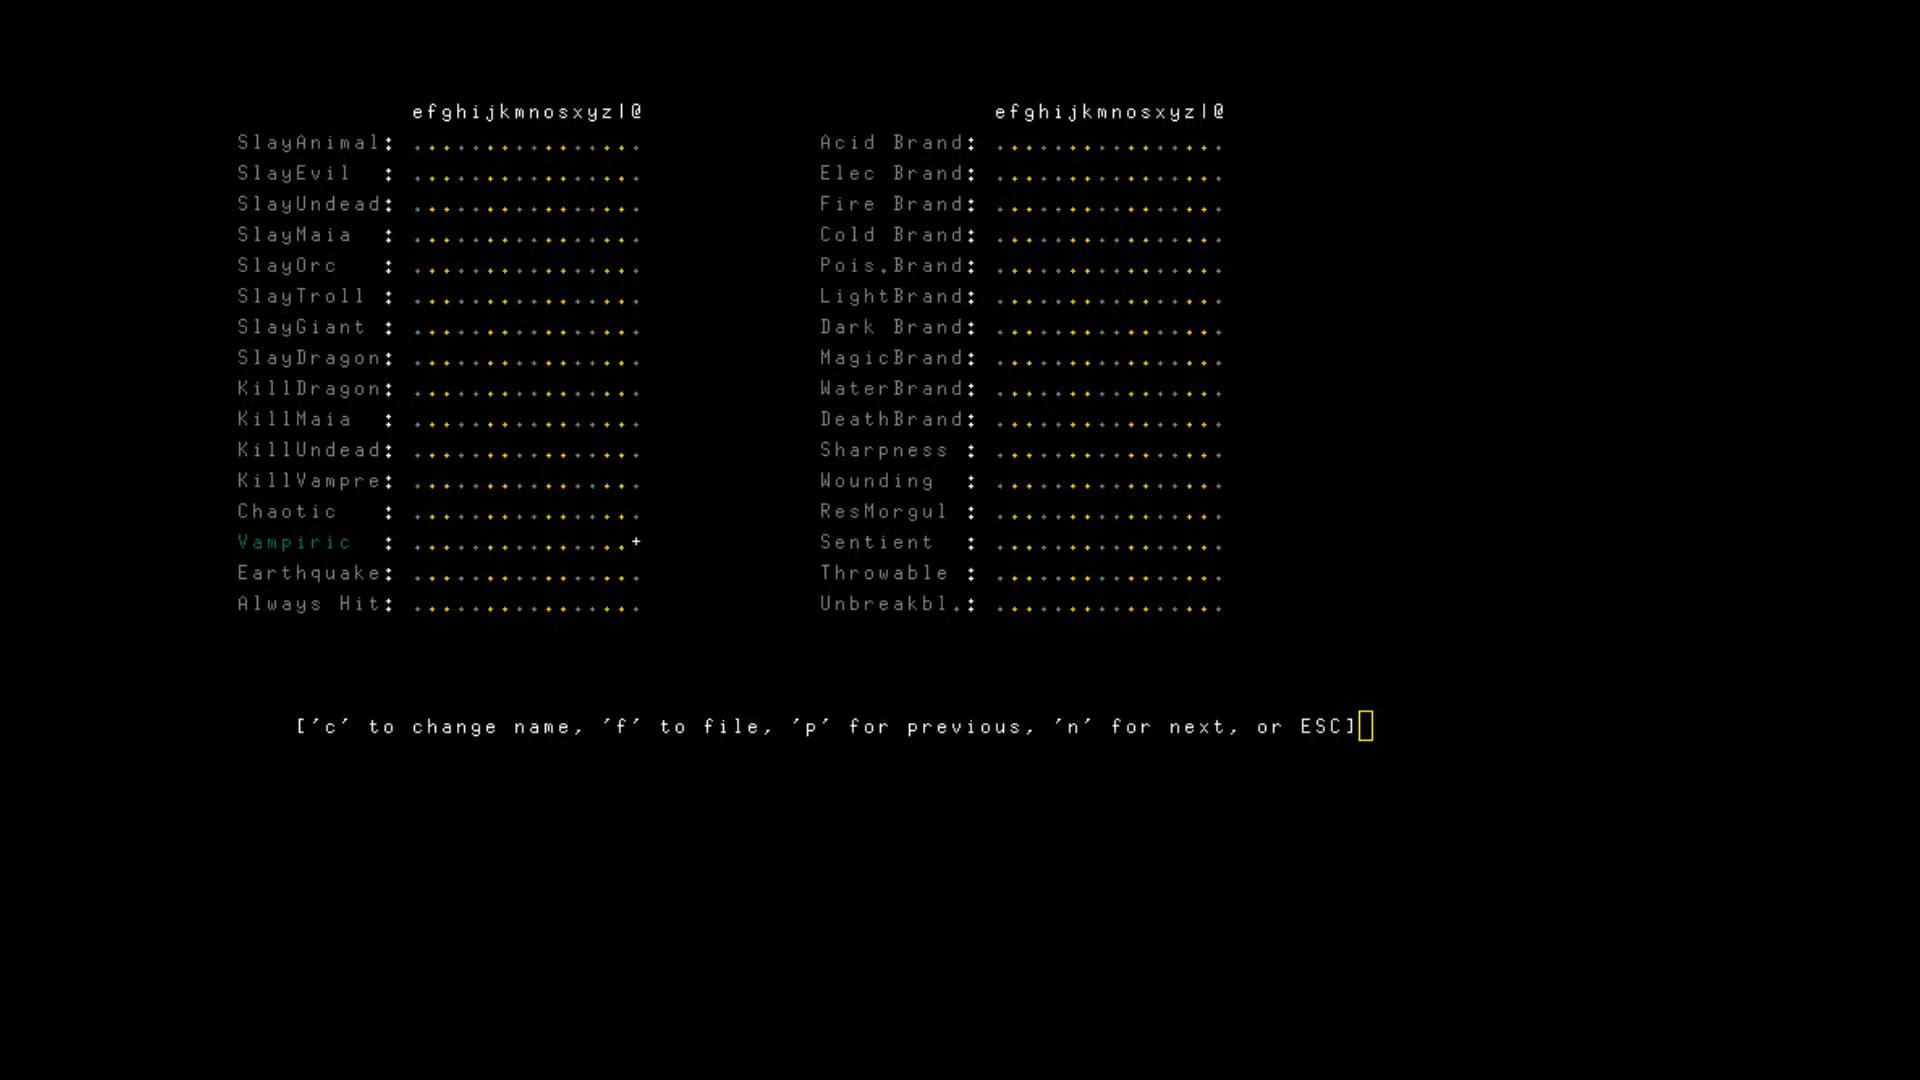 efghijkmnosxyz|@ efghijkmnosxyz|@
SlayAnimal: ................ Acid Brand: ................
SlayEvil : ................ Elec Brand: ................
SlayUndead: ................ Fire Brand: ................
SlayMaia : ................ Cold Brand: ................
SlayOrc : ................ Pois.Brand: ................
SlayTroll : ................ LightBrand: ................
SlayGiant : ................ Dark Brand: ................
SlayDragon: ................ MagicBrand: ................
KillDragon: ................ WaterBrand: ................
KillMaia : ................ DeathBrand: ................
KillUndead: ................ Sharpness : ................
KillVampre: ................ Wounding : ................
Chaotic : ................ ResMorgul : ................
Vampiric : ...............+ Sentient : ................
Earthquake: ................ Throwable : ................
Always Hit: ................ Unbreakbl.: ................
['c' to change name, 'f' to file, 'p' for previous, 'n' for next, or ESC]